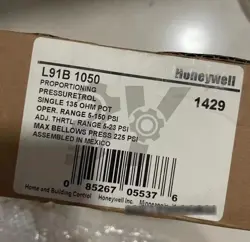 L91B 1050
Honeywell
PROPORTIONING
PRESSURETROL
SINGLE 135 OHM POT
OPER. RANGE 5-150 PSI
ADJ. THRTL. RANGE 5-23 PSI
MAX BELLOWS PRESS 225 PSI
ASSEMBLED IN MEXICO
1429
0 85267 05537 6
Home and Building Control Honeywell Inc.